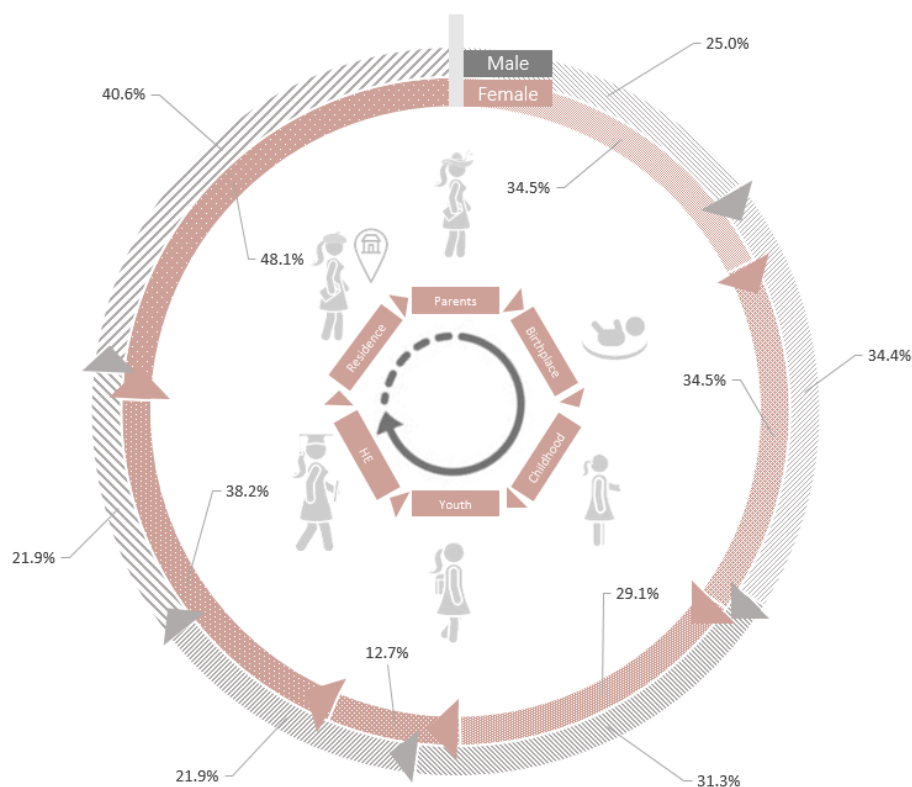 Male
Female
25.0%
40.6%
34.5%
48.1%
Parents
Residence
Birthplace
34.4%
34.5%
HE
Childhood
Youth
38.2%
21.9%
29.1%
12.7%
21.9%
31.3%